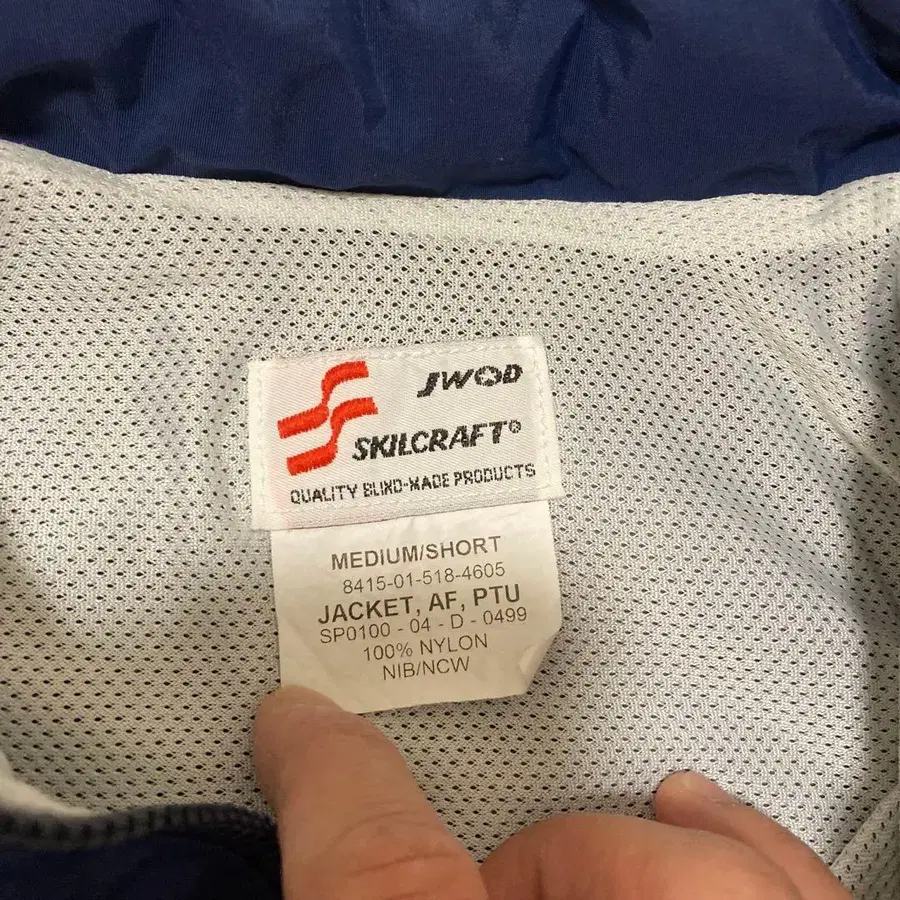 JWOD
SKILCRAFT®
QUALITY BLIND-MADE PRODUCTS
MEDIUM/SHORT
8415-01-518-4605
JACKET, AF, PTU
SP0100 - 04 - D - 0499
100% NYLON
NIB/NCW